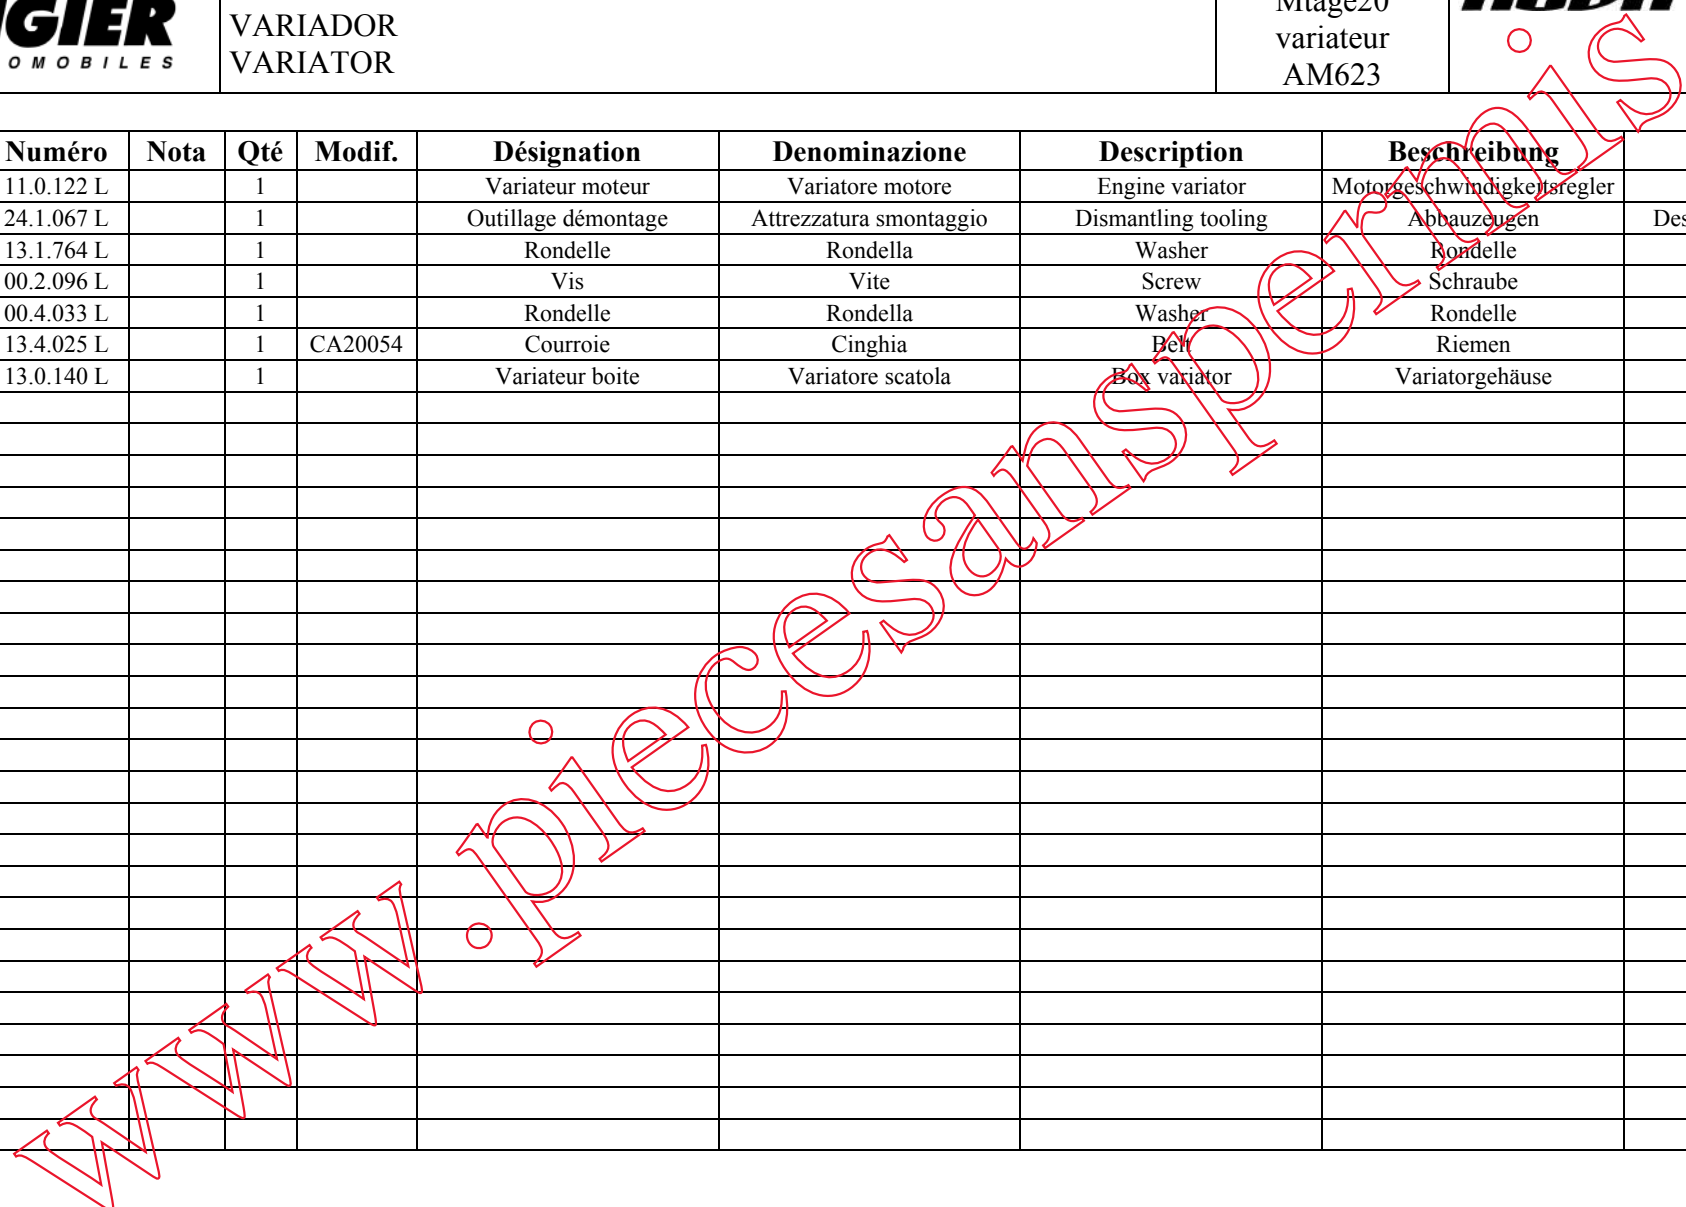 GIER
OMOBILES
VARIADOR
VARIATOR
Mtage20
variateur
AM623
Numéro Nota Qté Modif. Désignation Denominazione Description Beschreibung
11.0.122 L 1 Variateur moteur Variatore motore Engine variator Motorgeschwindigkeitsregler
24.1.067 L 1 Outillage démontage Attrezzatura smontaggio Dismantling tooling Abbauzeugen Des
13.1.764 L 1 Rondelle Rondella Washer Rondelle
00.2.096 L 1 Vis Vite Screw Schraube
00.4.033 L 1 Rondelle Rondella Washer Rondelle
13.4.025 L 1 CA20054 Courroie Cinghia Belt Riemen
13.0.140 L 1 Variateur boite Variatore scatola Box variator Variatorgehäuse
www.piecesanspermis